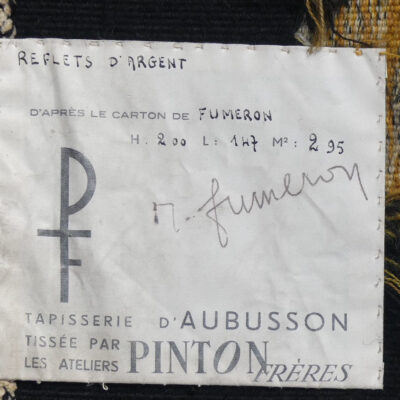 REFLETS D'ARGENT
D'APRÈS LE CARTON DE FUMERON
H. 200 L: 147 M²: 2 95
R. fumeron
PF
TAPISSERIE D'AUBUSSON
TISSÉE PAR
LES ATELIERS PINTON FRÈRES